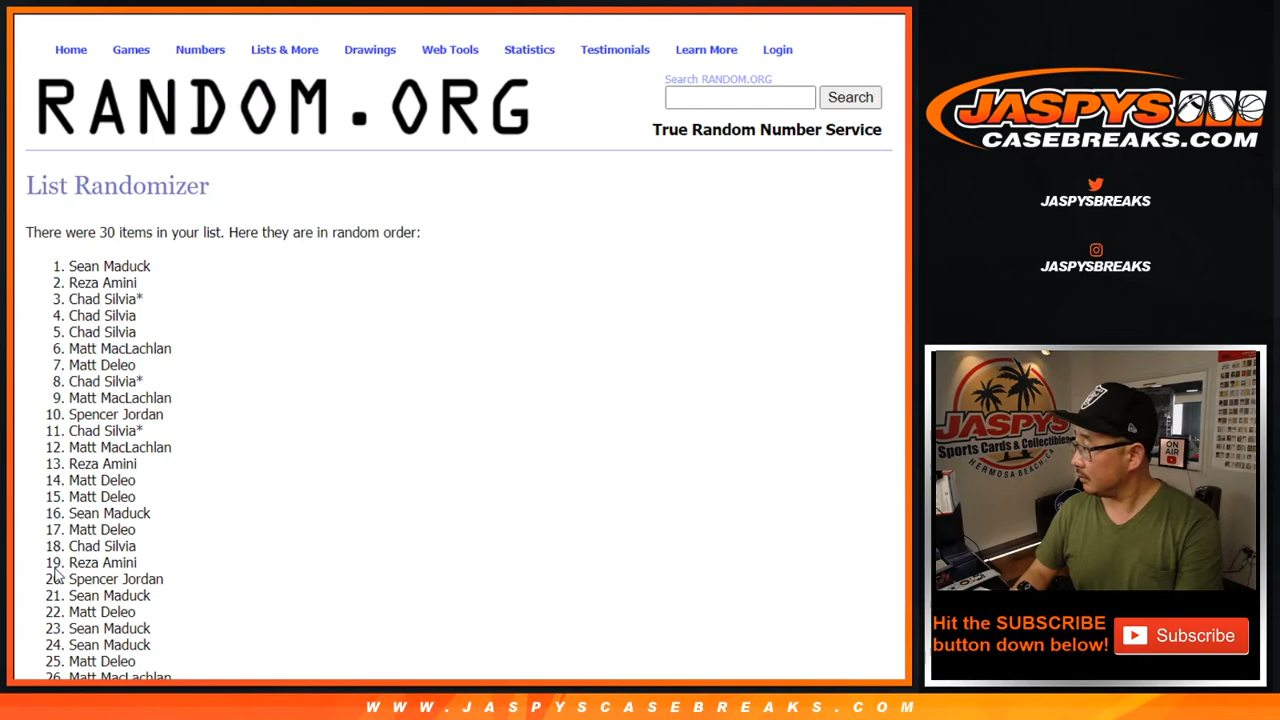 Home Games Numbers Lists & More Drawings Web Tools Statistics Testimonials Learn More Login
RANDOM.ORG
Search RANDOM.ORG
Search
True Random Number Service
List Randomizer
There were 30 items in your list. Here they are in random order:
1. Sean Maduck
2. Reza Amini
3. Chad Silvia*
4. Chad Silvia
5. Chad Silvia
6. Matt MacLachlan
7. Matt Deleo
8. Chad Silvia*
9. Matt MacLachlan
10. Spencer Jordan
11. Chad Silvia*
12. Matt MacLachlan
13. Reza Amini
14. Matt Deleo
15. Matt Deleo
16. Sean Maduck
17. Matt Deleo
18. Chad Silvia
19. Reza Amini
20. Spencer Jordan
21. Sean Maduck
22. Matt Deleo
23. Sean Maduck
24. Sean Maduck
25. Matt Deleo
26. Matt MacLachlan
JASPYS
CASEBREAKS.COM
JASPYSBREAKS
JASPYSBREAKS
JASPYS
Sports Cards & Collectibles
HERMOSA BEACH, CA
ON AIR
Hit the SUBSCRIBE
button down below!
Subscribe
WWW.JASPYSCASEBREAKS.COM